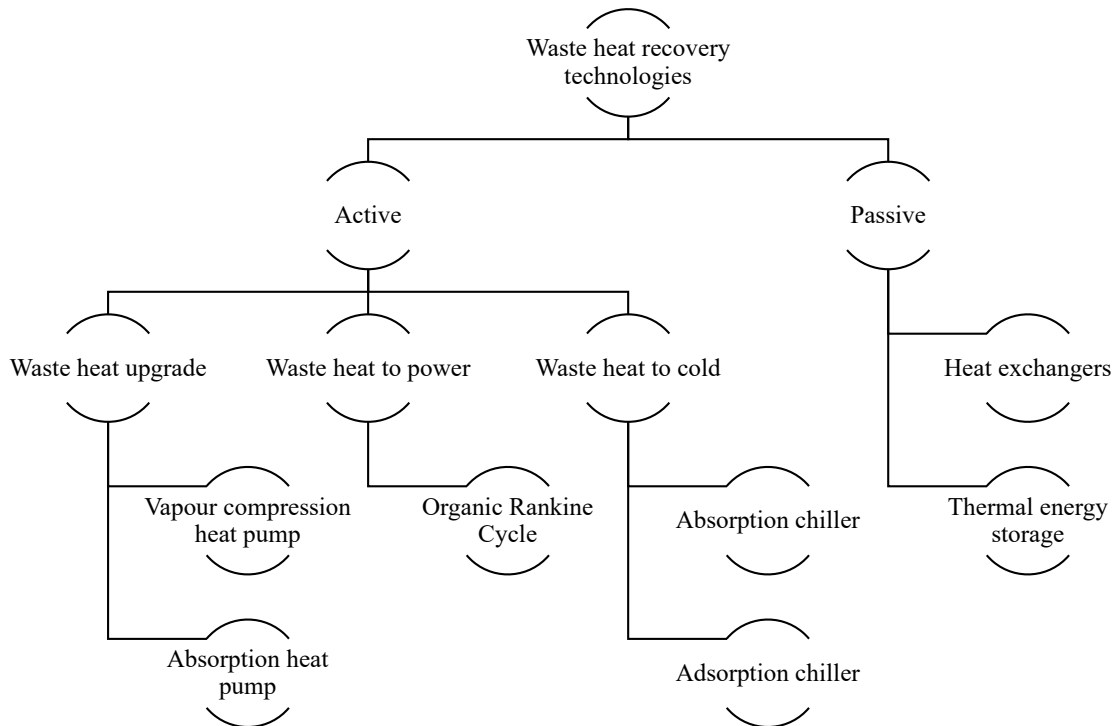 Waste heat recovery
technologies
Active
Passive
Waste heat upgrade
Waste heat to power
Waste heat to cold
Heat exchangers
Vapour compression
heat pump
Organic Rankine
Cycle
Absorption chiller
Thermal energy
storage
Absorption heat
pump
Adsorption chiller